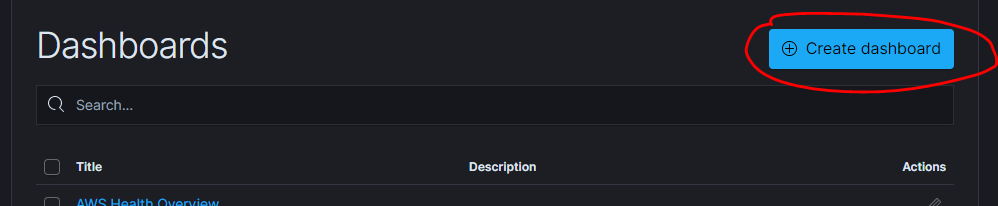 Dashboards
Create dashboard
Search...
Title Description Actions
AWS Health Overview